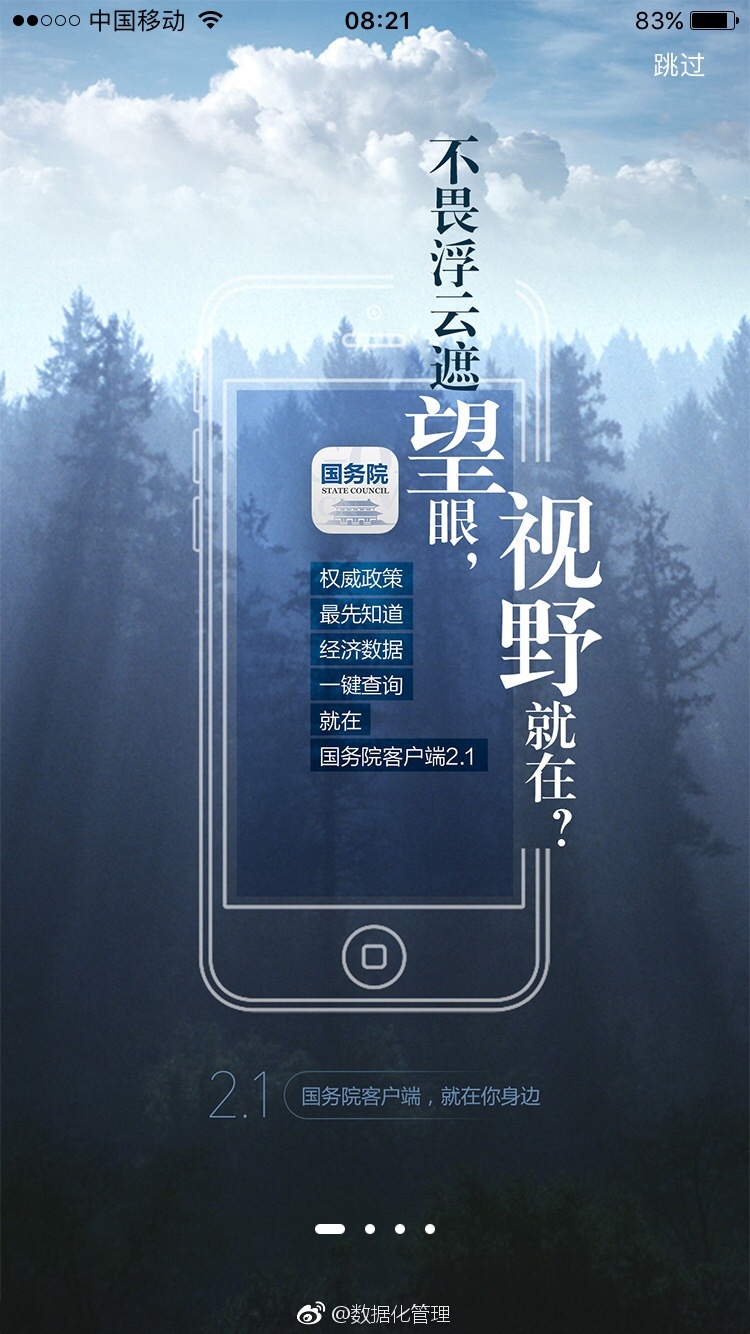 中国移动
08:21
83%
跳过
不畏浮云遮望眼，
视野就在？
国务院
STATE COUNCIL
权威政策
最先知道
经济数据
一键查询
就在
国务院客户端2.1
2.1
国务院客户端，就在你身边
@数据化管理